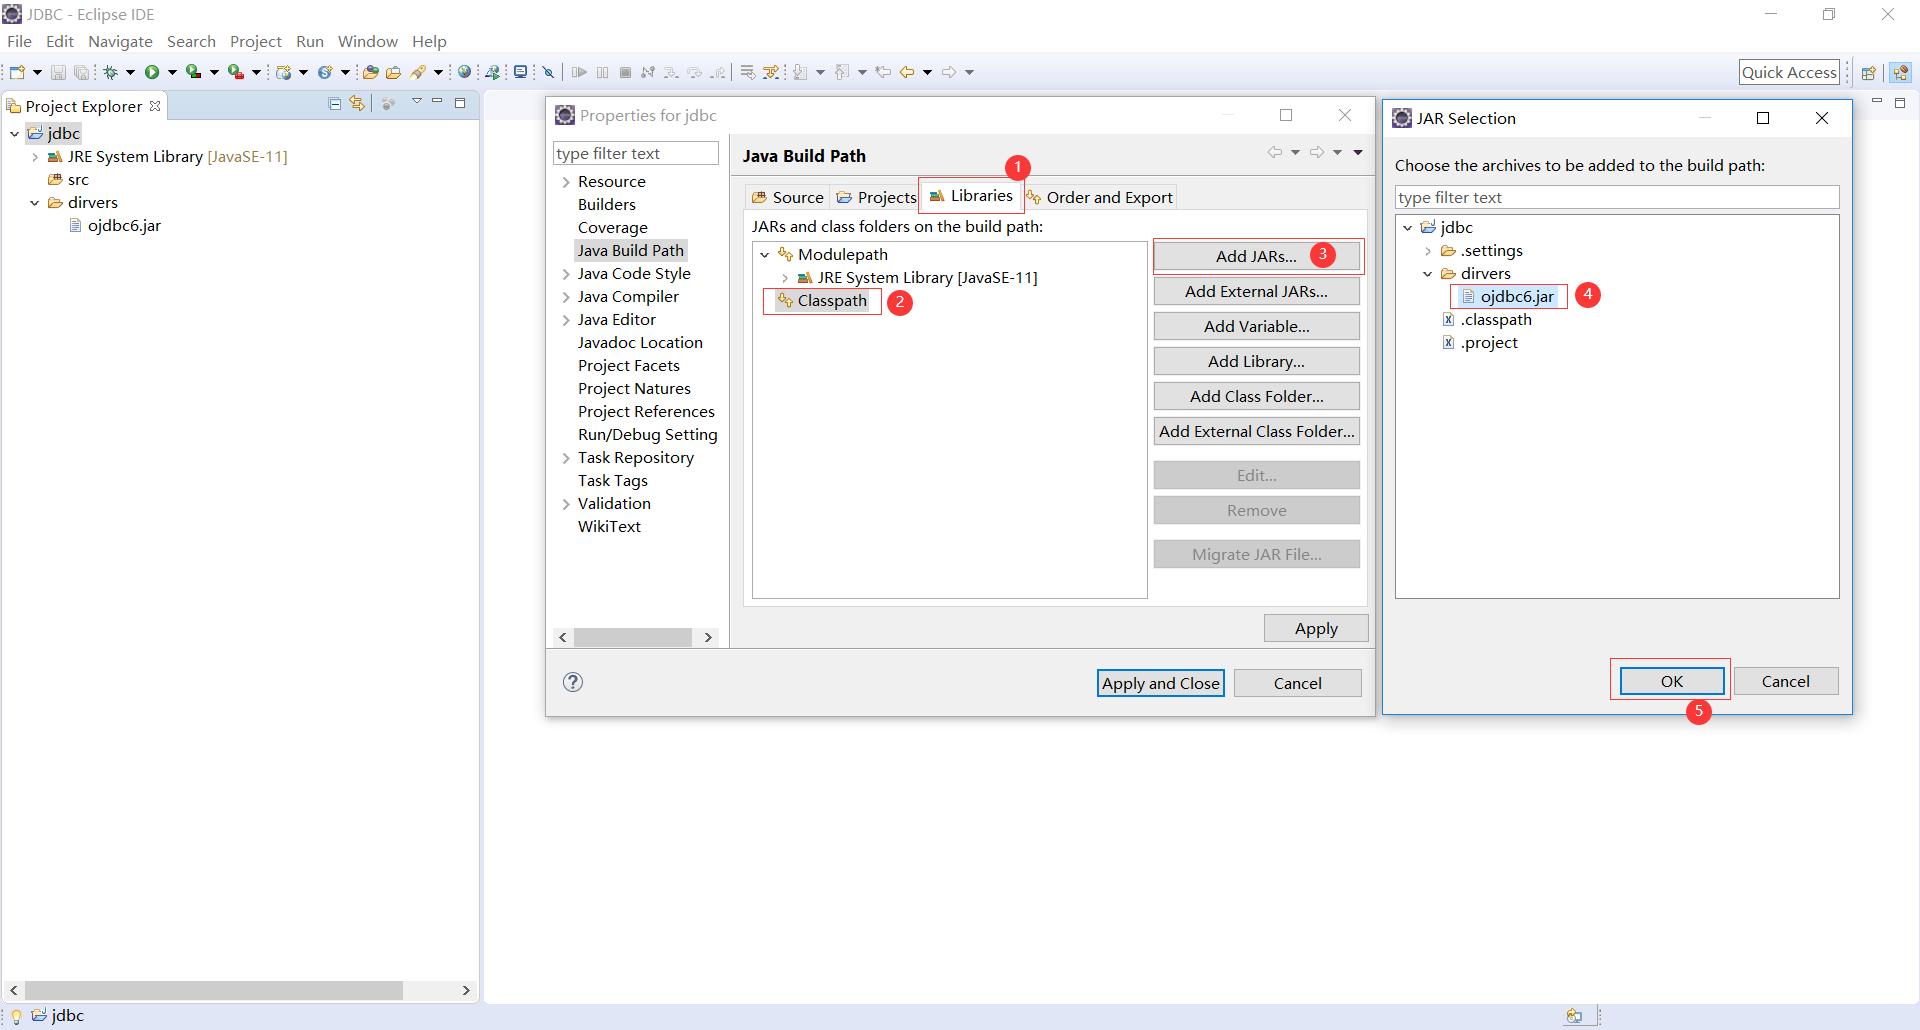 JDBC - Eclipse IDE
File Edit Navigate Search Project Run Window Help
Quick Access
Project Explorer
jdbc
JRE System Library [JavaSE-11]
src
dirvers
ojdbc6.jar
Properties for jdbc
type filter text
Resource
Builders
Coverage
Java Build Path
Java Code Style
Java Compiler
Java Editor
Javadoc Location
Project Facets
Project Natures
Project References
Run/Debug Setting
Task Repository
Task Tags
Validation
WikiText
Java Build Path
1
Source Projects Libraries Order and Export
JARs and class folders on the build path:
Modulepath
JRE System Library [JavaSE-11]
Classpath 2
Add JARs... 3
Add External JARs...
Add Variable...
Add Library...
Add Class Folder...
Add External Class Folder...
Edit...
Remove
Migrate JAR File...
Apply
Apply and Close Cancel
JAR Selection
Choose the archives to be added to the build path:
type filter text
jdbc
.settings
dirvers
ojdbc6.jar 4
.classpath
.project
OK Cancel
5
jdbc